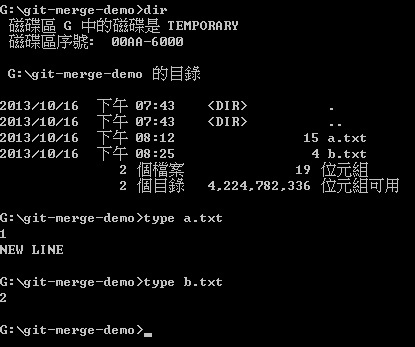 G:\git-merge-demo>dir
 磁碟區 G 中的磁碟是 TEMPORARY
 磁碟區序號:  00AA-6000

 G:\git-merge-demo 的目錄

2013/10/16  下午 07:43    <DIR>          .
2013/10/16  下午 07:43    <DIR>          ..
2013/10/16  下午 08:12                15 a.txt
2013/10/16  下午 08:25                 4 b.txt
               2 個檔案              19 位元組
               2 個目錄   4,224,782,336 位元組可用

G:\git-merge-demo>type a.txt
1
NEW LINE

G:\git-merge-demo>type b.txt
2

G:\git-merge-demo>_